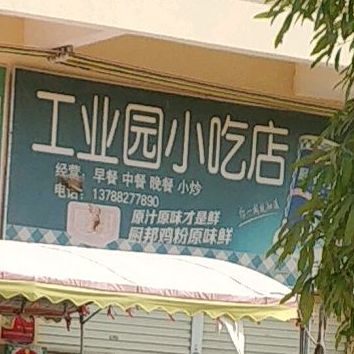 工业园小吃店
经营：早餐 中餐 晚餐 小炒
电话：13788277890
原汁原味才是鲜
厨邦鸡粉原味鲜